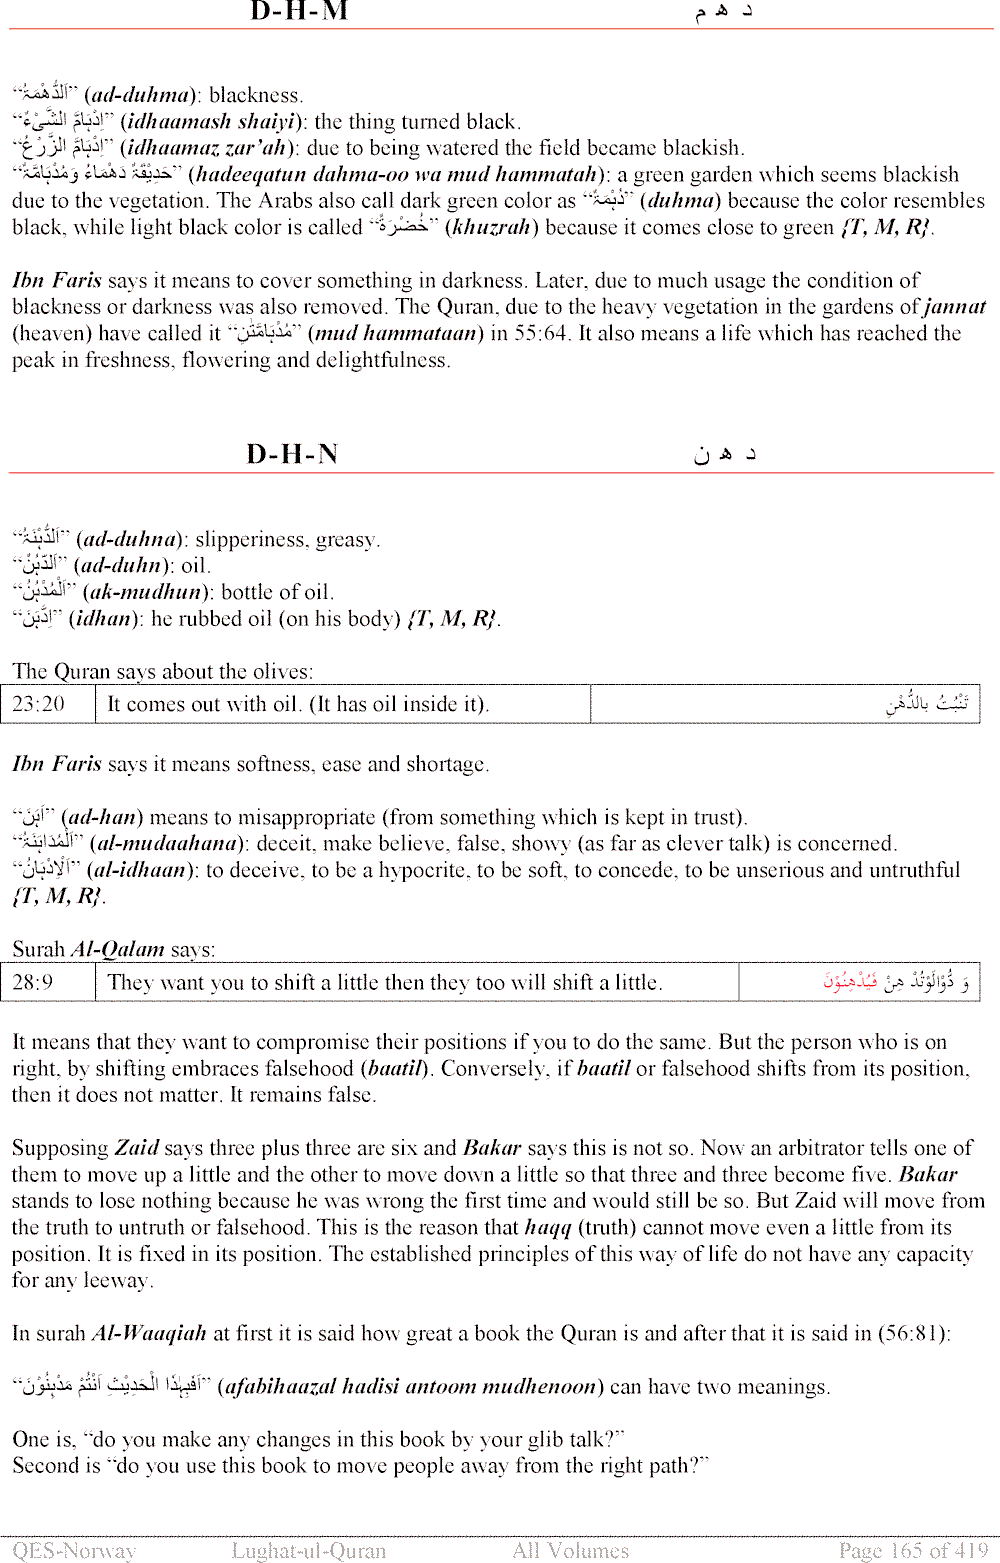 D-H-M د ه م
“اَلدُّهْمَۃُ” (ad-duhma): blackness.
“اِدْہَامَّ الشَّیْءُ” (idhaamash shaiyi): the thing turned black.
“اِدْہَامَّ الزَّرْعُ” (idhaamaz zar’ah): due to being watered the field became blackish.
“حَدِیْقَۃٌ دَھْمَاءُ وَمُدْہَامَّۃٌ” (hadeeqatun dahma-oo wa mud hammatah): a green garden which seems blackish
due to the vegetation. The Arabs also call dark green color as “دُہْمَۃٌ” (duhma) because the color resembles
black, while light black color is called “خُضْرَۃٌ” (khuzrah) because it comes close to green {T, M, R}.
Ibn Faris says it means to cover something in darkness. Later, due to much usage the condition of
blackness or darkness was also removed. The Quran, due to the heavy vegetation in the gardens of jannat
(heaven) have called it “مُدْہَامَّتٰنِ” (mud hammataan) in 55:64. It also means a life which has reached the
peak in freshness, flowering and delightfulness.
D-H-N د ه ن
“اَلدُّہْنَۃُ” (ad-duhna): slipperiness, greasy.
“اَلدُّہْنُ” (ad-duhn): oil.
“اَلْمُدْہُنُ” (ak-mudhun): bottle of oil.
“اِدَّہَنَ” (idhan): he rubbed oil (on his body) {T, M, R}.
The Quran says about the olives:
23:20 It comes out with oil. (It has oil inside it). تَنْبُتُ بِالدُّهْنِ
Ibn Faris says it means softness, ease and shortage.
“اَہَنَ” (ad-han) means to misappropriate (from something which is kept in trust).
“اَلْمُدَاہَنَۃُ” (al-mudaahana): deceit, make believe, false, showy (as far as clever talk) is concerned.
“اَلْاِدْہَانُ” (al-idhaan): to deceive, to be a hypocrite, to be soft, to concede, to be unserious and untruthful
{T, M, R}.
Surah Al-Qalam says:
28:9 They want you to shift a little then they too will shift a little. وَ دُّوْالَوْتُدْ هِنْ فَيُدْهِنُوْنَ
It means that they want to compromise their positions if you to do the same. But the person who is on
right, by shifting embraces falsehood (baatil). Conversely, if baatil or falsehood shifts from its position,
then it does not matter. It remains false.
Supposing Zaid says three plus three are six and Bakar says this is not so. Now an arbitrator tells one of
them to move up a little and the other to move down a little so that three and three become five. Bakar
stands to lose nothing because he was wrong the first time and would still be so. But Zaid will move from
the truth to untruth or falsehood. This is the reason that haqq (truth) cannot move even a little from its
position. It is fixed in its position. The established principles of this way of life do not have any capacity
for any leeway.
In surah Al-Waaqiah at first it is said how great a book the Quran is and after that it is said in (56:81):
“اَفَبِہٰذَا الْحَدِیْثِ اَنْتُمْ مَدْہِنُوْنَ” (afabihaazal hadisi antoom mudhenoon) can have two meanings.
One is, “do you make any changes in this book by your glib talk?”
Second is “do you use this book to move people away from the right path?”
QES-Norway Lughat-ul-Quran All Volumes Page 165 of 419